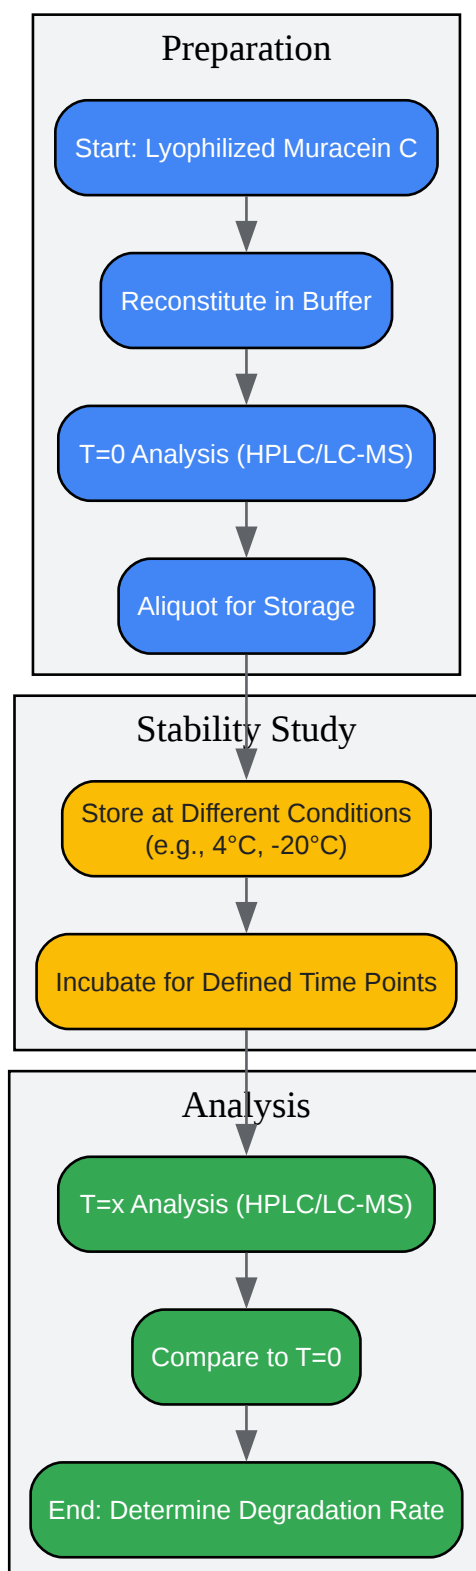 Preparation
Start: Lyophilized Muracein C
Reconstitute in Buffer
T=0 Analysis (HPLC/LC-MS)
Aliquot for Storage
Stability Study
Store at Different Conditions
(e.g., 4°C, -20°C)
Incubate for Defined Time Points
Analysis
T=x Analysis (HPLC/LC-MS)
Compare to T=0
End: Determine Degradation Rate